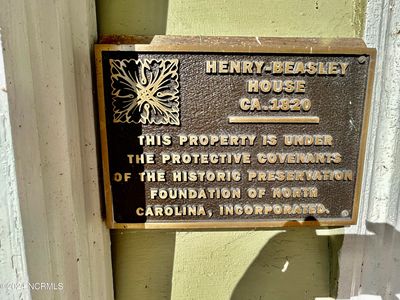 HENRY-BEASLEY
HOUSE
CA.1820
THIS PROPERTY IS UNDER
THE PROTECTIVE COVENANTS
OF THE HISTORIC PRESERVATION
FOUNDATION OF NORTH
CAROLINA, INCORPORATED.